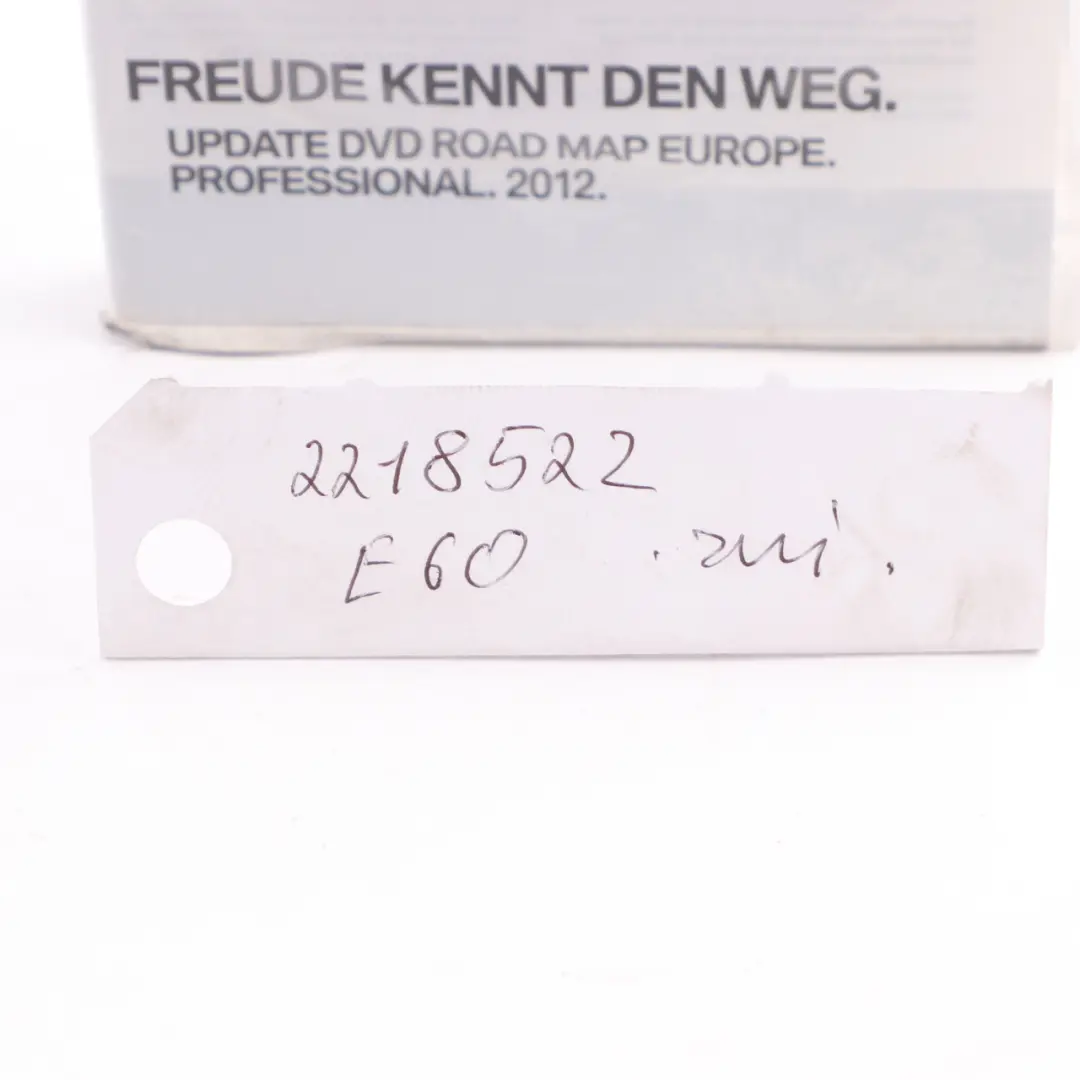 FREUDE KENNT DEN WEG.
UPDATE DVD ROAD MAP EUROPE.
PROFESSIONAL. 2012.
2218522
E60